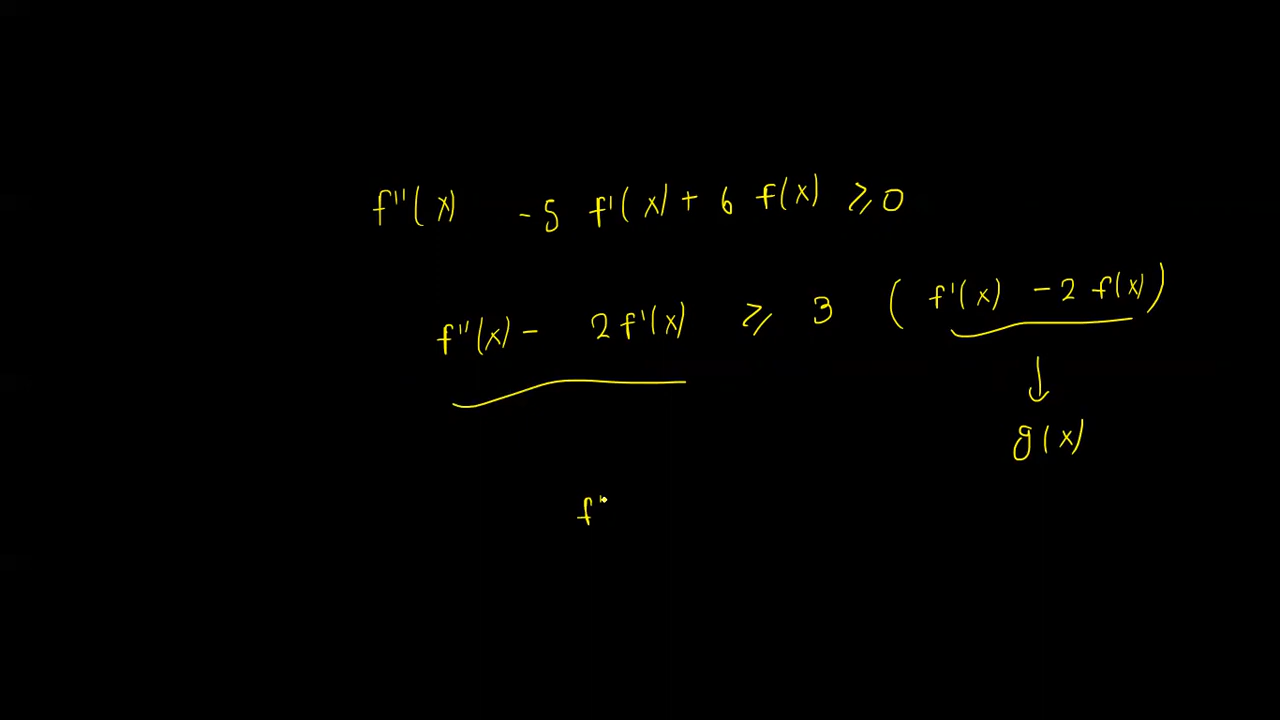 f''(x) - 5 f'(x) + 6 f(x) ⩾ 0
f''(x) - 2 f'(x) ⩾ 3 ( f'(x) - 2 f(x) )
↓
g(x)
f''